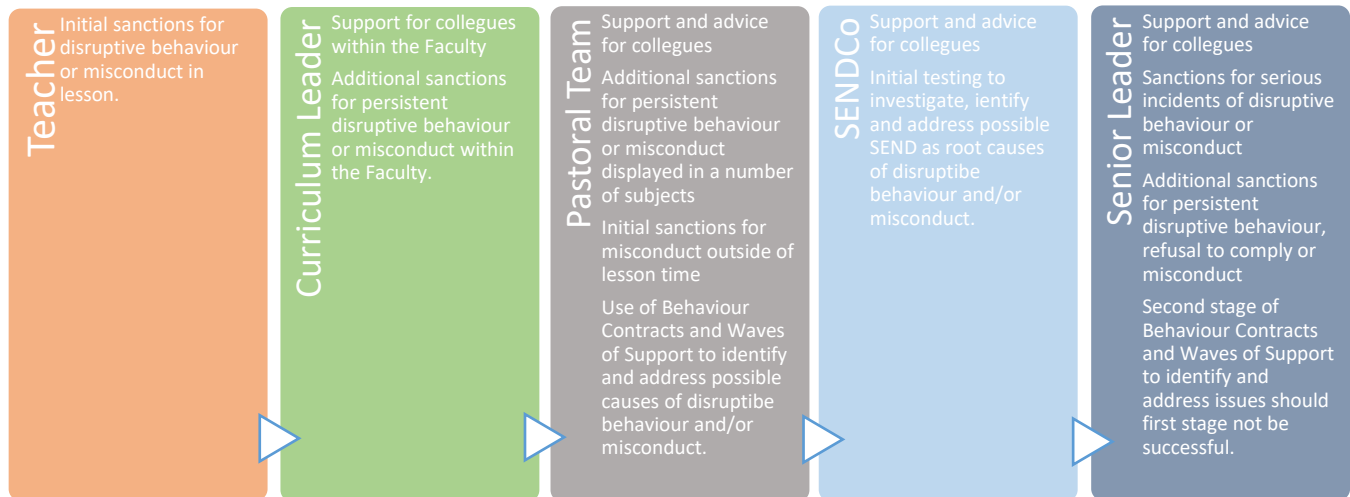 Teacher
Initial sanctions for
disruptive behaviour
or misconduct in
lesson.
Curriculum Leader
Support for collegues
within the Faculty
Additional sanctions
for persistent
disruptive behaviour
or misconduct within
the Faculty.
Pastoral Team
Support and advice
for collegues
Additional sanctions
for persistent
disruptive behaviour
or misconduct
displayed in a number
of subjects
Initial sanctions for
misconduct outside of
lesson time
Use of Behaviour
Contracts and Waves
of Support to identify
and address possible
causes of disruptibe
behaviour and/or
misconduct.
SENDCo
Support and advice
for collegues
Initial testing to
investigate, ientify
and address possible
SEND as root causes
of disruptibe
behaviour and/or
misconduct.
Senior Leader
Support and advice
for collegues
Sanctions for serious
incidents of disruptive
behaviour or
misconduct
Additional sanctions
for persistent
disruptive behaviour,
refusal to comply or
misconduct
Second stage of
Behaviour Contracts
and Waves of Support
to identify and
address issues should
first stage not be
successful.